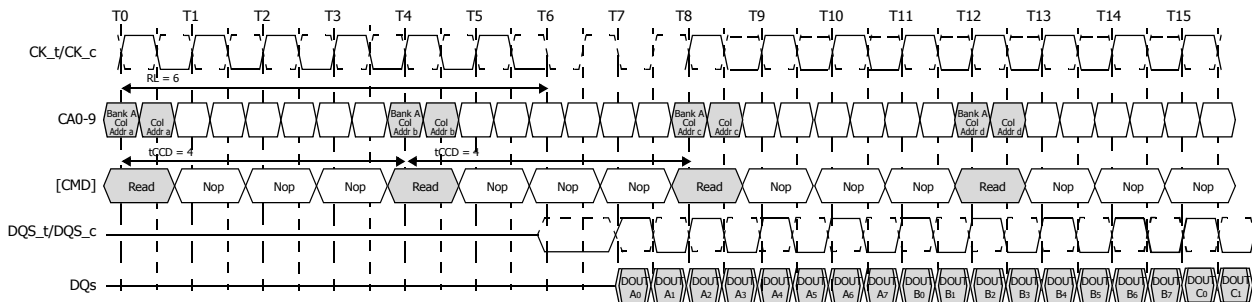 T0 T1 T2 T3 T4 T5 T6 T7 T8 T9 T10 T11 T12 T13 T14 T15
CK_t/CK_c
RL = 6
CA0-9
Bank A Col Addr a
Col Addr a
Bank A Col Addr b
Col Addr b
Bank A Col Addr c
Col Addr c
Bank A Col Addr d
Col Addr d
tCCD = 4 tCCD = 4
[CMD] Read Nop Nop Nop Read Nop Nop Nop Read Nop Nop Nop Read Nop Nop Nop
DQS_t/DQS_c
DQs
DOUT A0 DOUT A1 DOUT A2 DOUT A3 DOUT A4 DOUT A5 DOUT A6 DOUT A7 DOUT B0 DOUT B1 DOUT B2 DOUT B3 DOUT B4 DOUT B5 DOUT B6 DOUT B7 DOUT C0 DOUT C1